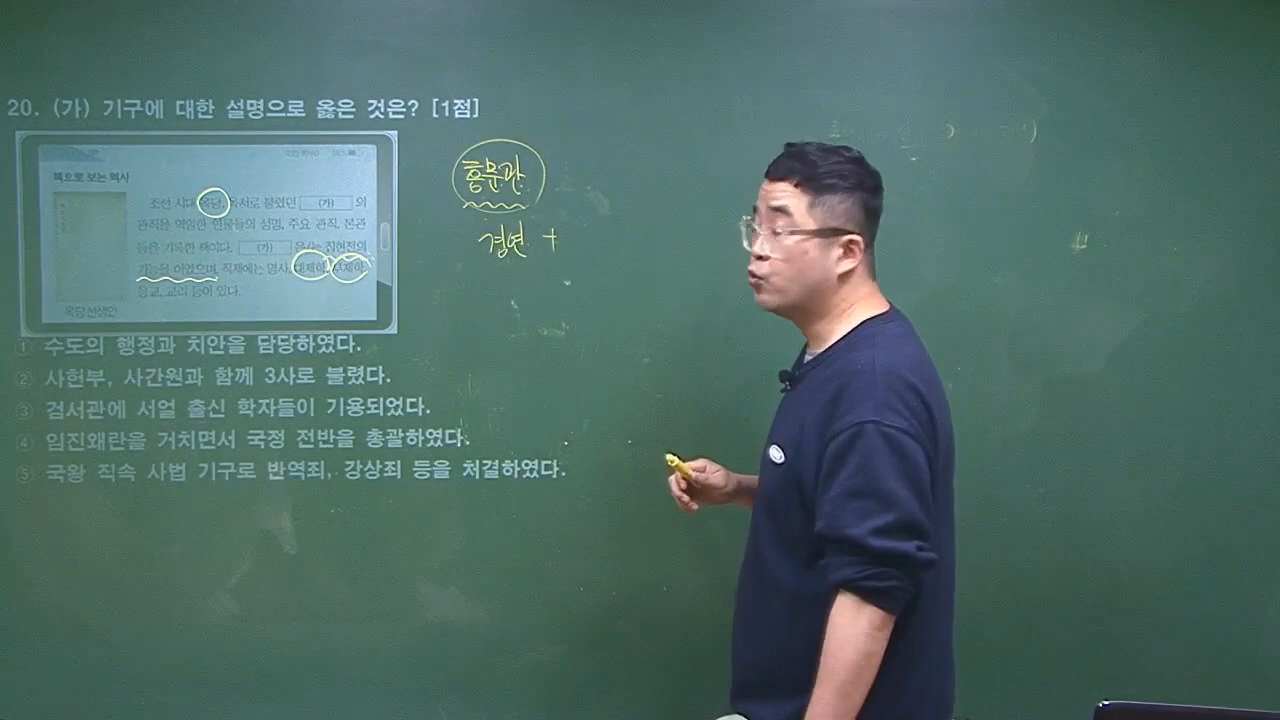 20. (가) 기구에 대한 설명으로 옳은 것은? [1점]
책으로 보는 역사
조선 시대 옥당, 옥서로 불렸던 (가) 의
관직을 역임한 인물들의 성명, 주요 관직, 본관
등을 기록한 책이다. (가) 은/는 집현전의
기능을 이었으며, 직제에는 영사, 대제학, 부제학,
응교, 교리 등이 있다.
옥당선생안
① 수도의 행정과 치안을 담당하였다.
② 사헌부, 사간원과 함께 3사로 불렸다.
③ 검서관에 서얼 출신 학자들이 기용되었다.
④ 임진왜란을 거치면서 국정 전반을 총괄하였다.
⑤ 국왕 직속 사법 기구로 반역죄, 강상죄 등을 처결하였다.
홍문관
경연 +